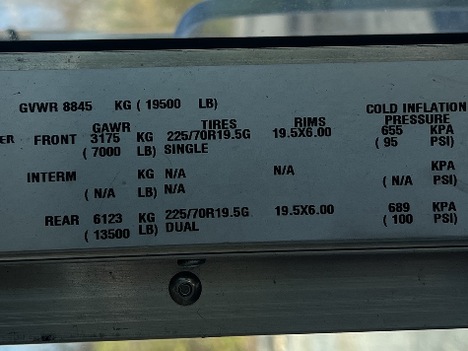 GVWR 8845 KG ( 19500 LB)
GAWR TIRES RIMS COLD INFLATION PRESSURE
ER FRONT 3175 KG 225/70R19.5G 19.5X6.00 655 KPA
( 7000 LB) SINGLE ( 95 PSI)
INTERM KG N/A N/A KPA
( N/A LB) N/A ( N/A PSI)
REAR 6123 KG 225/70R19.5G 19.5X6.00 689 KPA
( 13500 LB) DUAL ( 100 PSI)